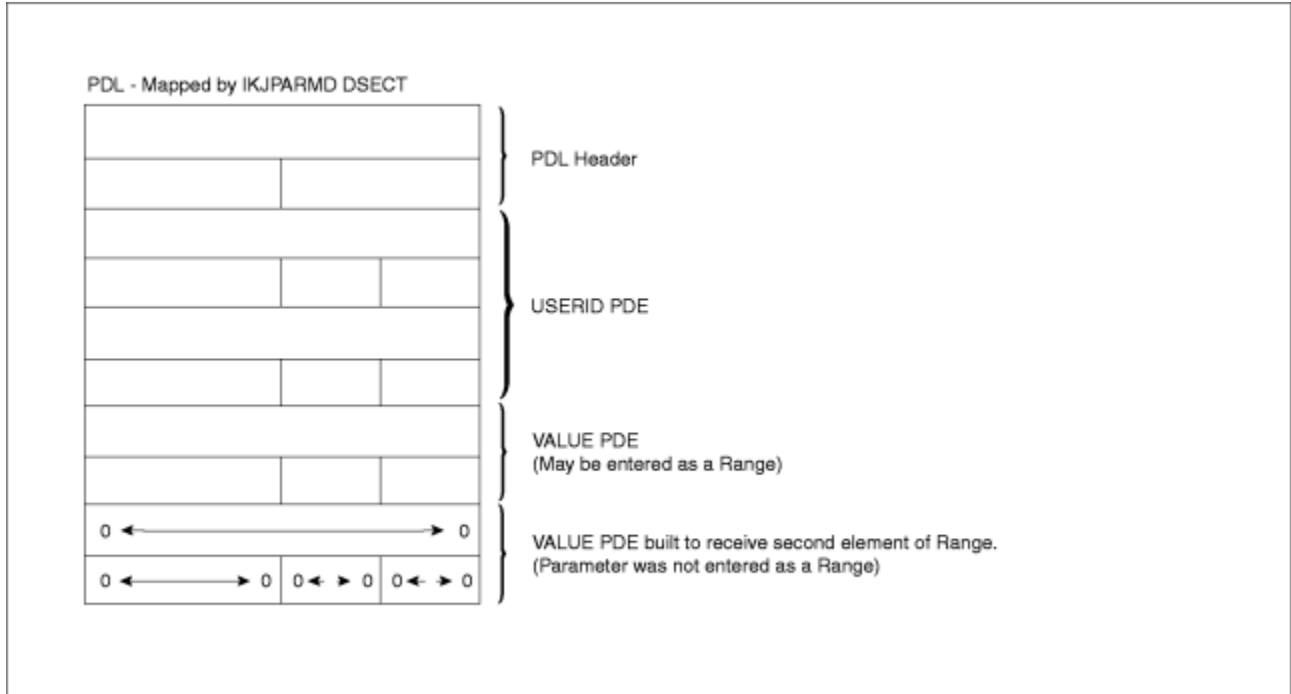 PDL - Mapped by IKJPARMD DSECT
PDL Header
USERID PDE
VALUE PDE
(May be entered as a Range)
0 0
VALUE PDE built to receive second element of Range.
(Parameter was not entered as a Range)
0 0 0 0 0 0